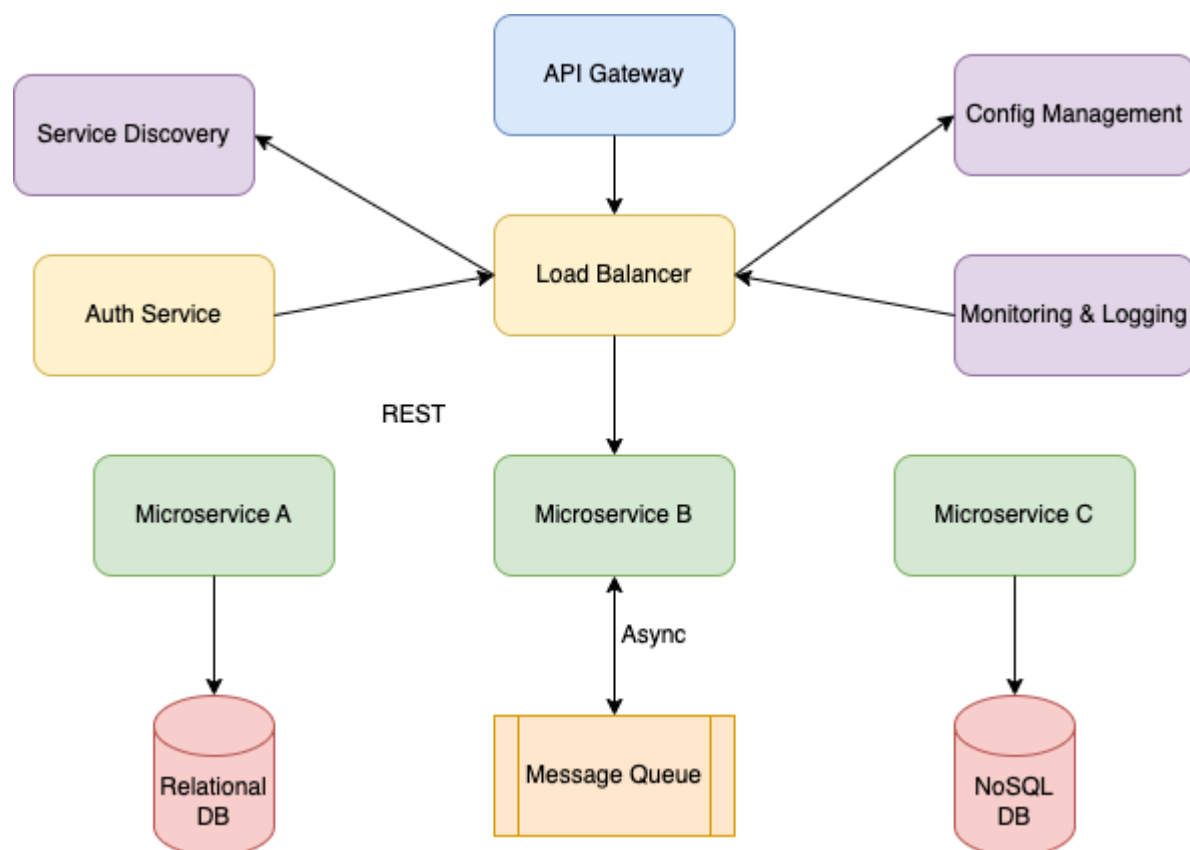 API Gateway
Service Discovery
Config Management
Load Balancer
Auth Service
Monitoring & Logging
REST
Microservice A
Microservice B
Microservice C
Async
Relational
DB
Message Queue
NoSQL
DB